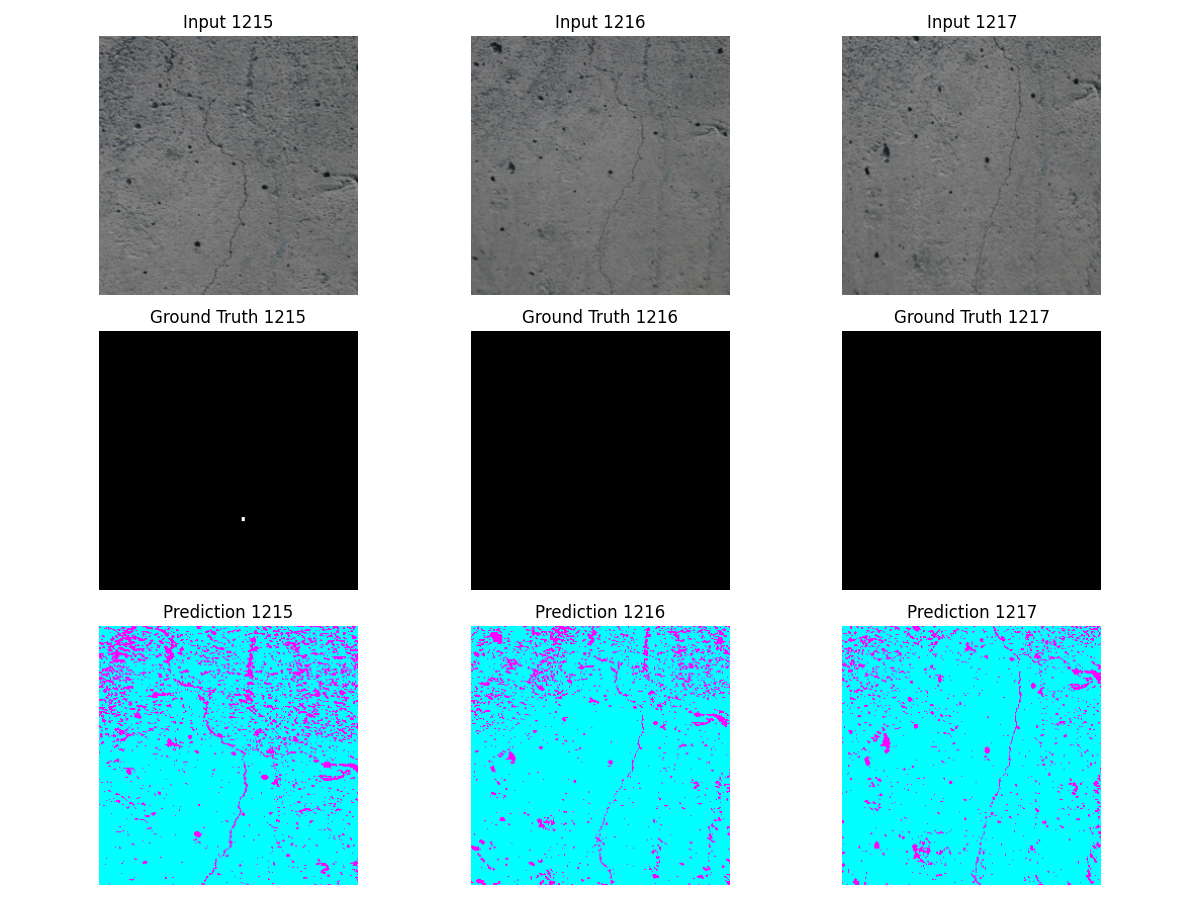 Input 1215
Input 1216
Input 1217
Ground Truth 1215
Ground Truth 1216
Ground Truth 1217
Prediction 1215
Prediction 1216
Prediction 1217